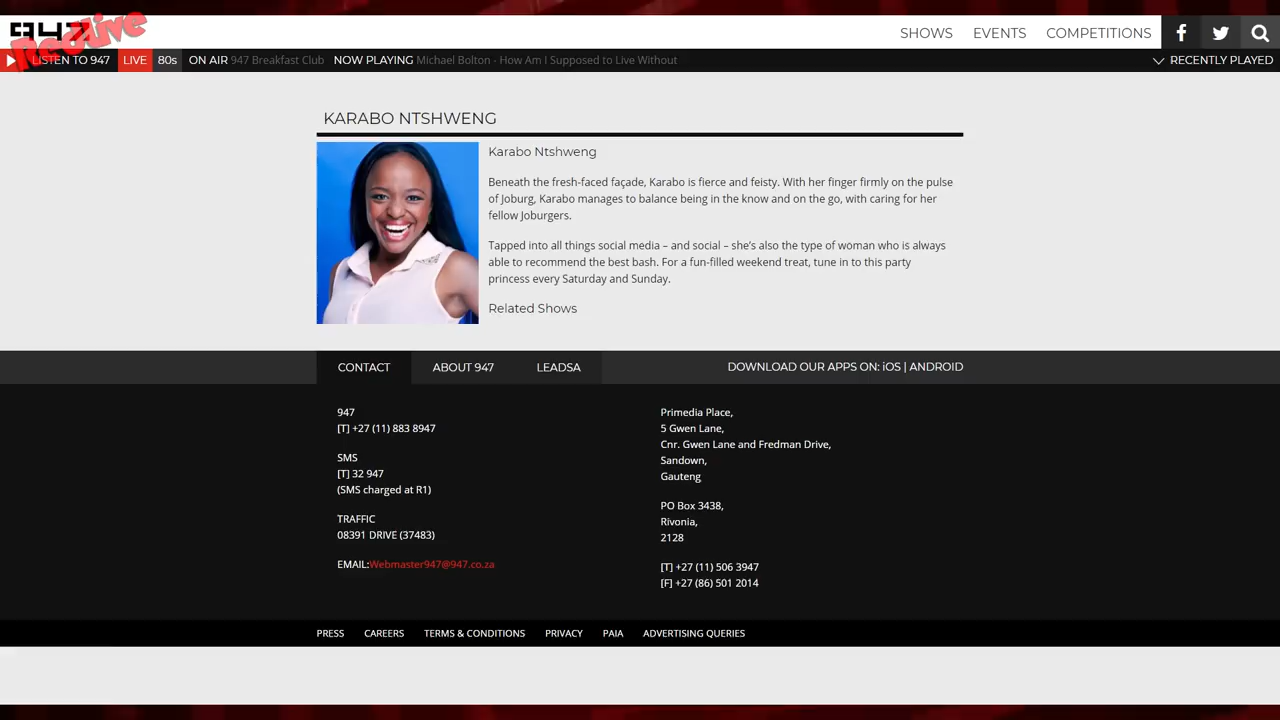 947
RedLive
SHOWS EVENTS COMPETITIONS
LISTEN TO 947 LIVE 80s ON AIR 947 Breakfast Club NOW PLAYING Michael Bolton - How Am I Supposed to Live Without
RECENTLY PLAYED
KARABO NTSHWENG
Karabo Ntshweng
Beneath the fresh-faced façade, Karabo is fierce and feisty. With her finger firmly on the pulse
of Joburg, Karabo manages to balance being in the know and on the go, with caring for her
fellow Joburgers.
Tapped into all things social media – and social – she's also the type of woman who is always
able to recommend the best bash. For a fun-filled weekend treat, tune in to this party
princess every Saturday and Sunday.
Related Shows
CONTACT ABOUT 947 LEADSA DOWNLOAD OUR APPS ON: iOS | ANDROID
947
[T] +27 (11) 883 8947
SMS
[T] 32 947
(SMS charged at R1)
TRAFFIC
08391 DRIVE (37483)
EMAIL:Webmaster947@947.co.za
Primedia Place,
5 Gwen Lane,
Cnr. Gwen Lane and Fredman Drive,
Sandown,
Gauteng
PO Box 3438,
Rivonia,
2128
[T] +27 (11) 506 3947
[F] +27 (86) 501 2014
PRESS CAREERS TERMS & CONDITIONS PRIVACY PAIA ADVERTISING QUERIES